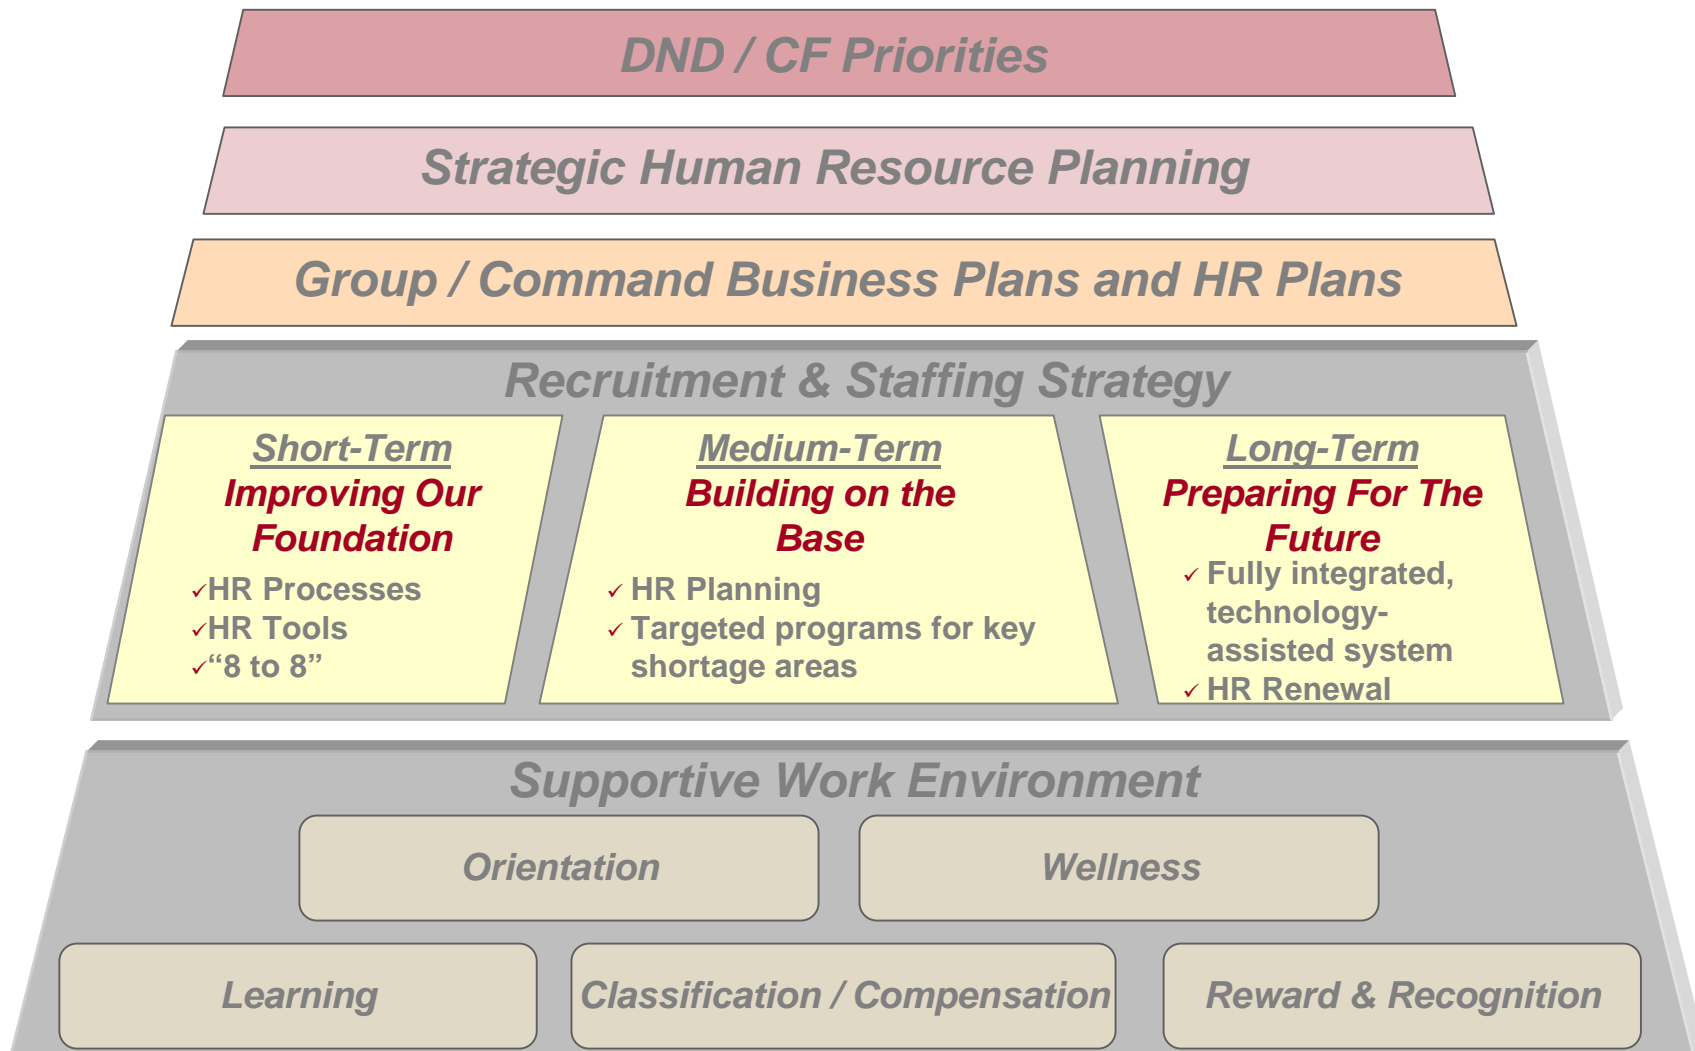 DND / CF Priorities
Strategic Human Resource Planning
Group / Command Business Plans and HR Plans
Recruitment & Staffing Strategy
Short-Term
Improving Our
Foundation
✓HR Processes
✓HR Tools
✓“8 to 8”
Medium-Term
Building on the
Base
✓ HR Planning
✓ Targeted programs for key
shortage areas
Long-Term
Preparing For The
Future
✓ Fully integrated,
technology-
assisted system
✓ HR Renewal
Supportive Work Environment
Orientation
Wellness
Learning
Classification / Compensation
Reward & Recognition